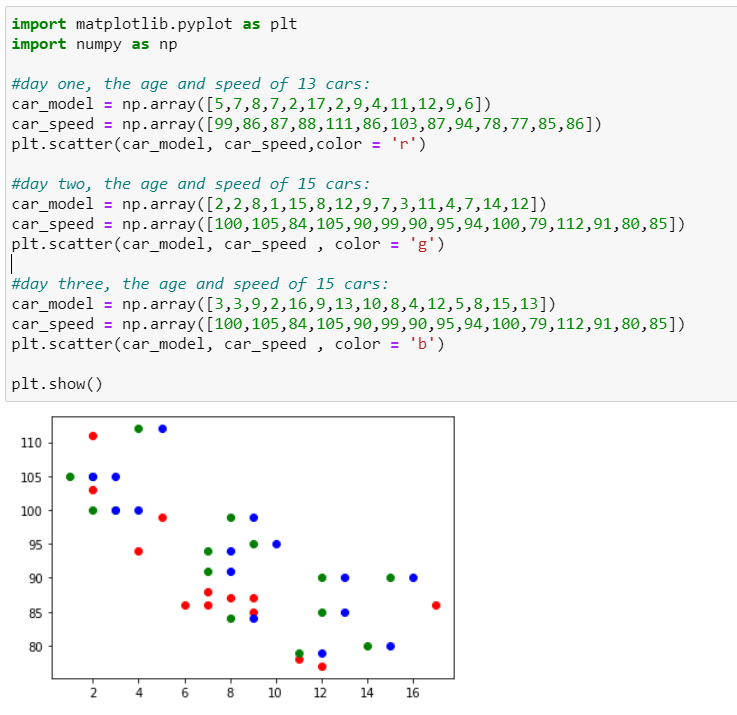 import matplotlib.pyplot as plt
import numpy as np
#day one, the age and speed of 13 cars:
car_model = np.array([5,7,8,7,2,17,2,9,4,11,12,9,6])
car_speed = np.array([99,86,87,88,111,86,103,87,94,78,77,85,86])
plt.scatter(car_model, car_speed,color = 'r')
#day two, the age and speed of 15 cars:
car_model = np.array([2,2,8,1,15,8,12,9,7,3,11,4,7,14,12])
car_speed = np.array([100,105,84,105,90,99,90,95,94,100,79,112,91,80,85])
plt.scatter(car_model, car_speed , color = 'g')
#day three, the age and speed of 15 cars:
car_model = np.array([3,3,9,2,16,9,13,10,8,4,12,5,8,15,13])
car_speed = np.array([100,105,84,105,90,99,90,95,94,100,79,112,91,80,85])
plt.scatter(car_model, car_speed , color = 'b')
plt.show()
110
105
100
95
90
85
80
2 4 6 8 10 12 14 16